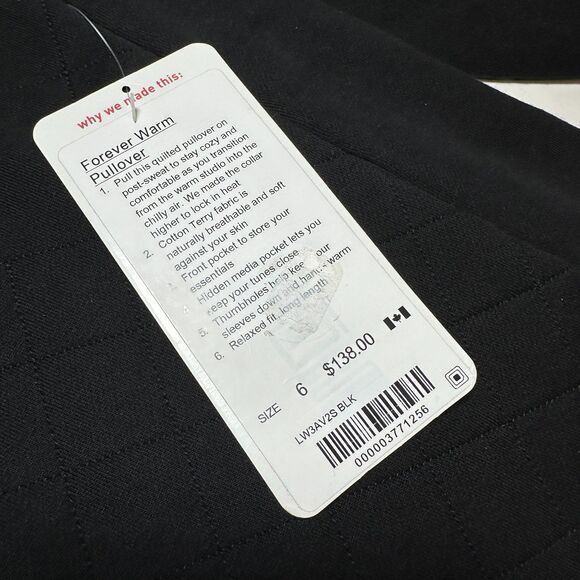 why we made this:
Forever Warm
Pullover
1. Pull this quilted pullover on
post-sweat to stay cozy and
comfortable as you transition
from the warm studio into the
chilly air. We made the collar
higher to lock in heat
2. Cotton Terry fabric is
naturally breathable and soft
against your skin
Front pocket to store your
essentials
Hidden media pocket lets you
keep your tunes close
5. Thumbholes help keep your
sleeves down and hands warm
6. Relaxed fit, long length
SIZE 6 $138.00
LW3AV2S BLK
000003771256